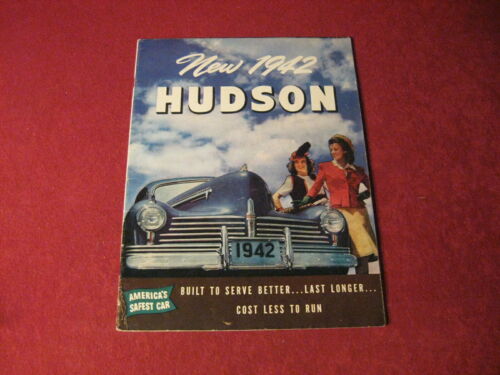 New 1942
HUDSON
1942
AMERICA'S
SAFEST CAR
BUILT TO SERVE BETTER...LAST LONGER...
COST LESS TO RUN